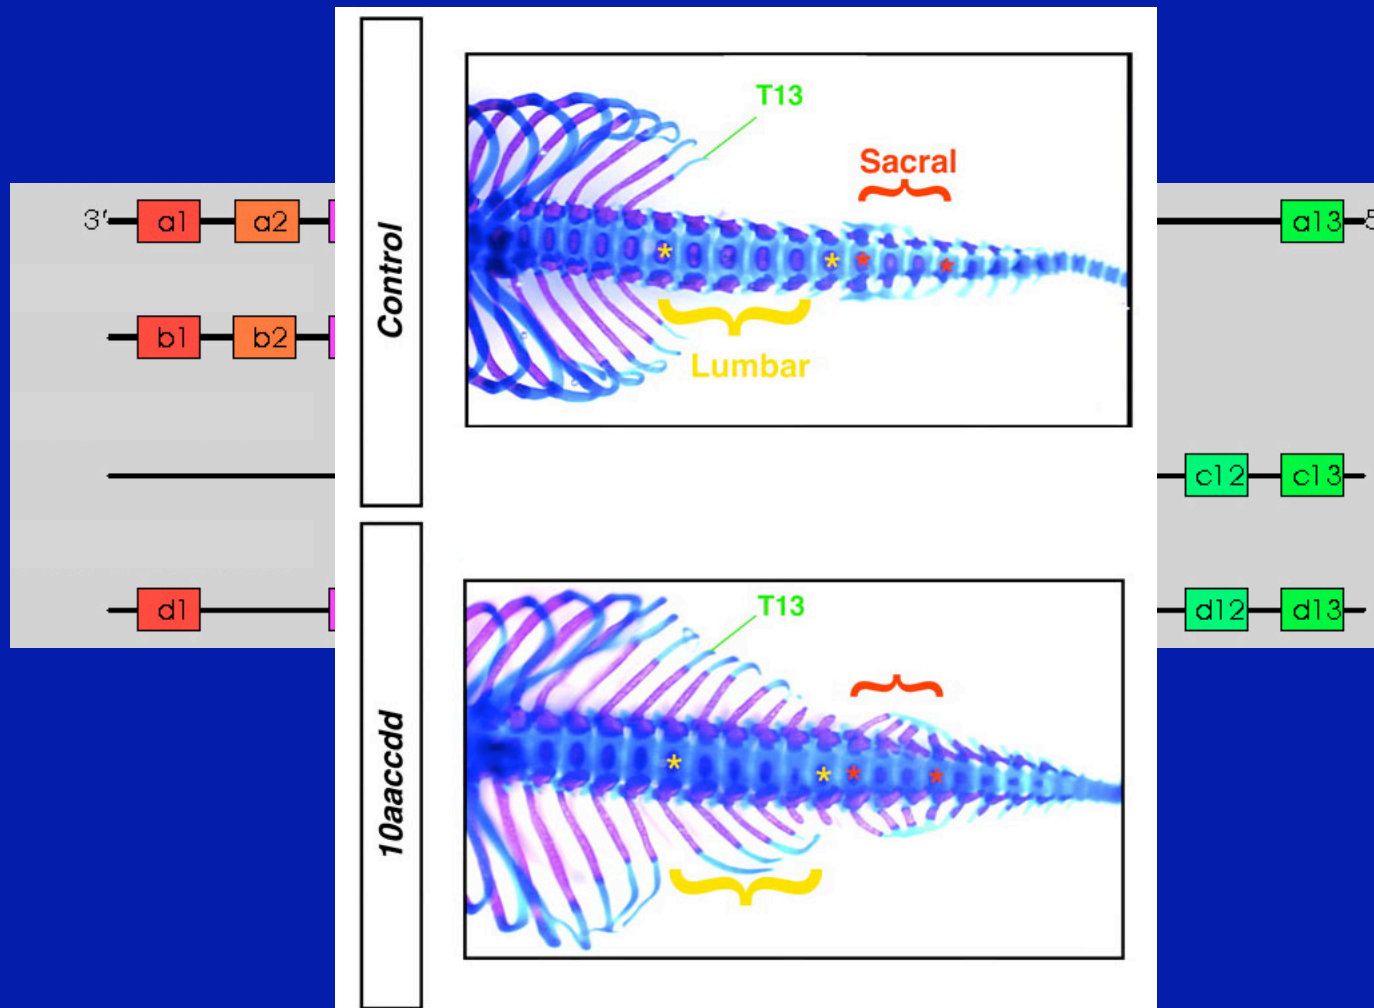 3'
a1
a2
a13
5
b1
b2
c12
c13
d1
d12
d13
Control
T13
Sacral
Lumbar
10aaccdd
T13